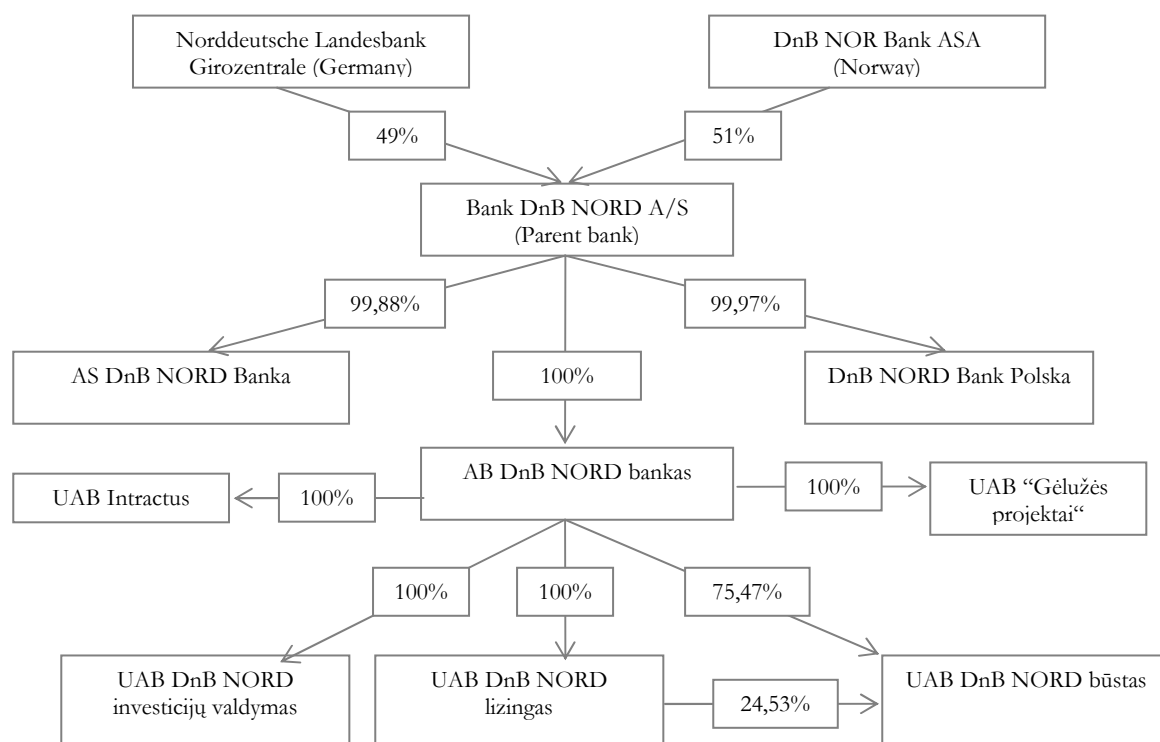 Norddeutsche Landesbank
Girozentrale (Germany)
DnB NOR Bank ASA
(Norway)
49%
51%
Bank DnB NORD A/S
(Parent bank)
99,88%
99,97%
AS DnB NORD Banka
100%
DnB NORD Bank Polska
AB DnB NORD bankas
UAB Intractus
100%
100%
UAB “Gėlužės
projektai“
100%
100%
75,47%
UAB DnB NORD
investicijų valdymas
UAB DnB NORD
lizingas
24,53%
UAB DnB NORD būstas